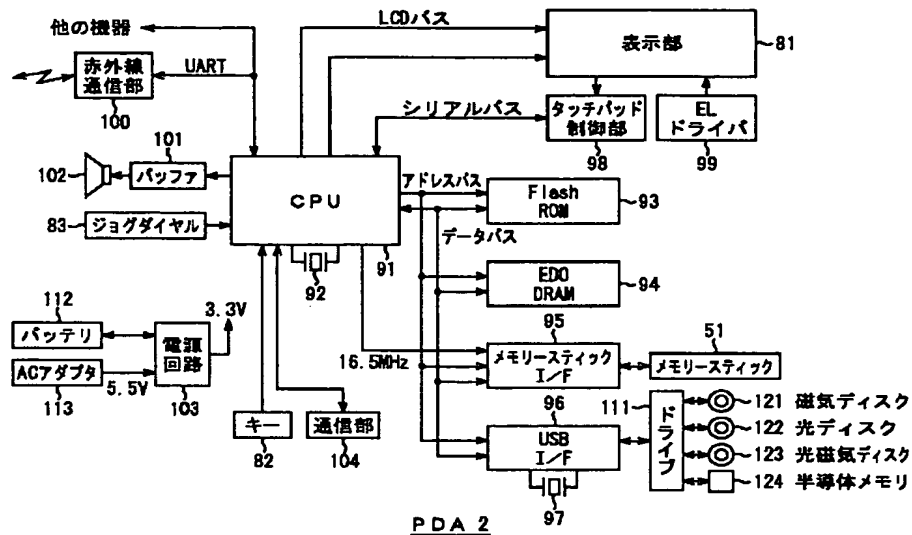 他の機器
LCDバス
表示部
81
赤外線
通信部
UART
100
シリアルバス
タッチパッド
制御部
98
EL
ドライバ
99
102
101
バッファ
CPU
アドレスバス
Flash
ROM
93
83
ジョグダイヤル
データバス
91
92
EDO
DRAM
94
112
バッテリ
3.3V
電源
回路
103
ACアダプタ
113
5.5V
16.5MHz
95
メモリースティック
I/F
51
メモリースティック
キー
82
通信部
104
96
USB
I/F
97
111
ドライブ
121 磁気ディスク
122 光ディスク
123 光磁気ディスク
124 半導体メモリ
PDA 2